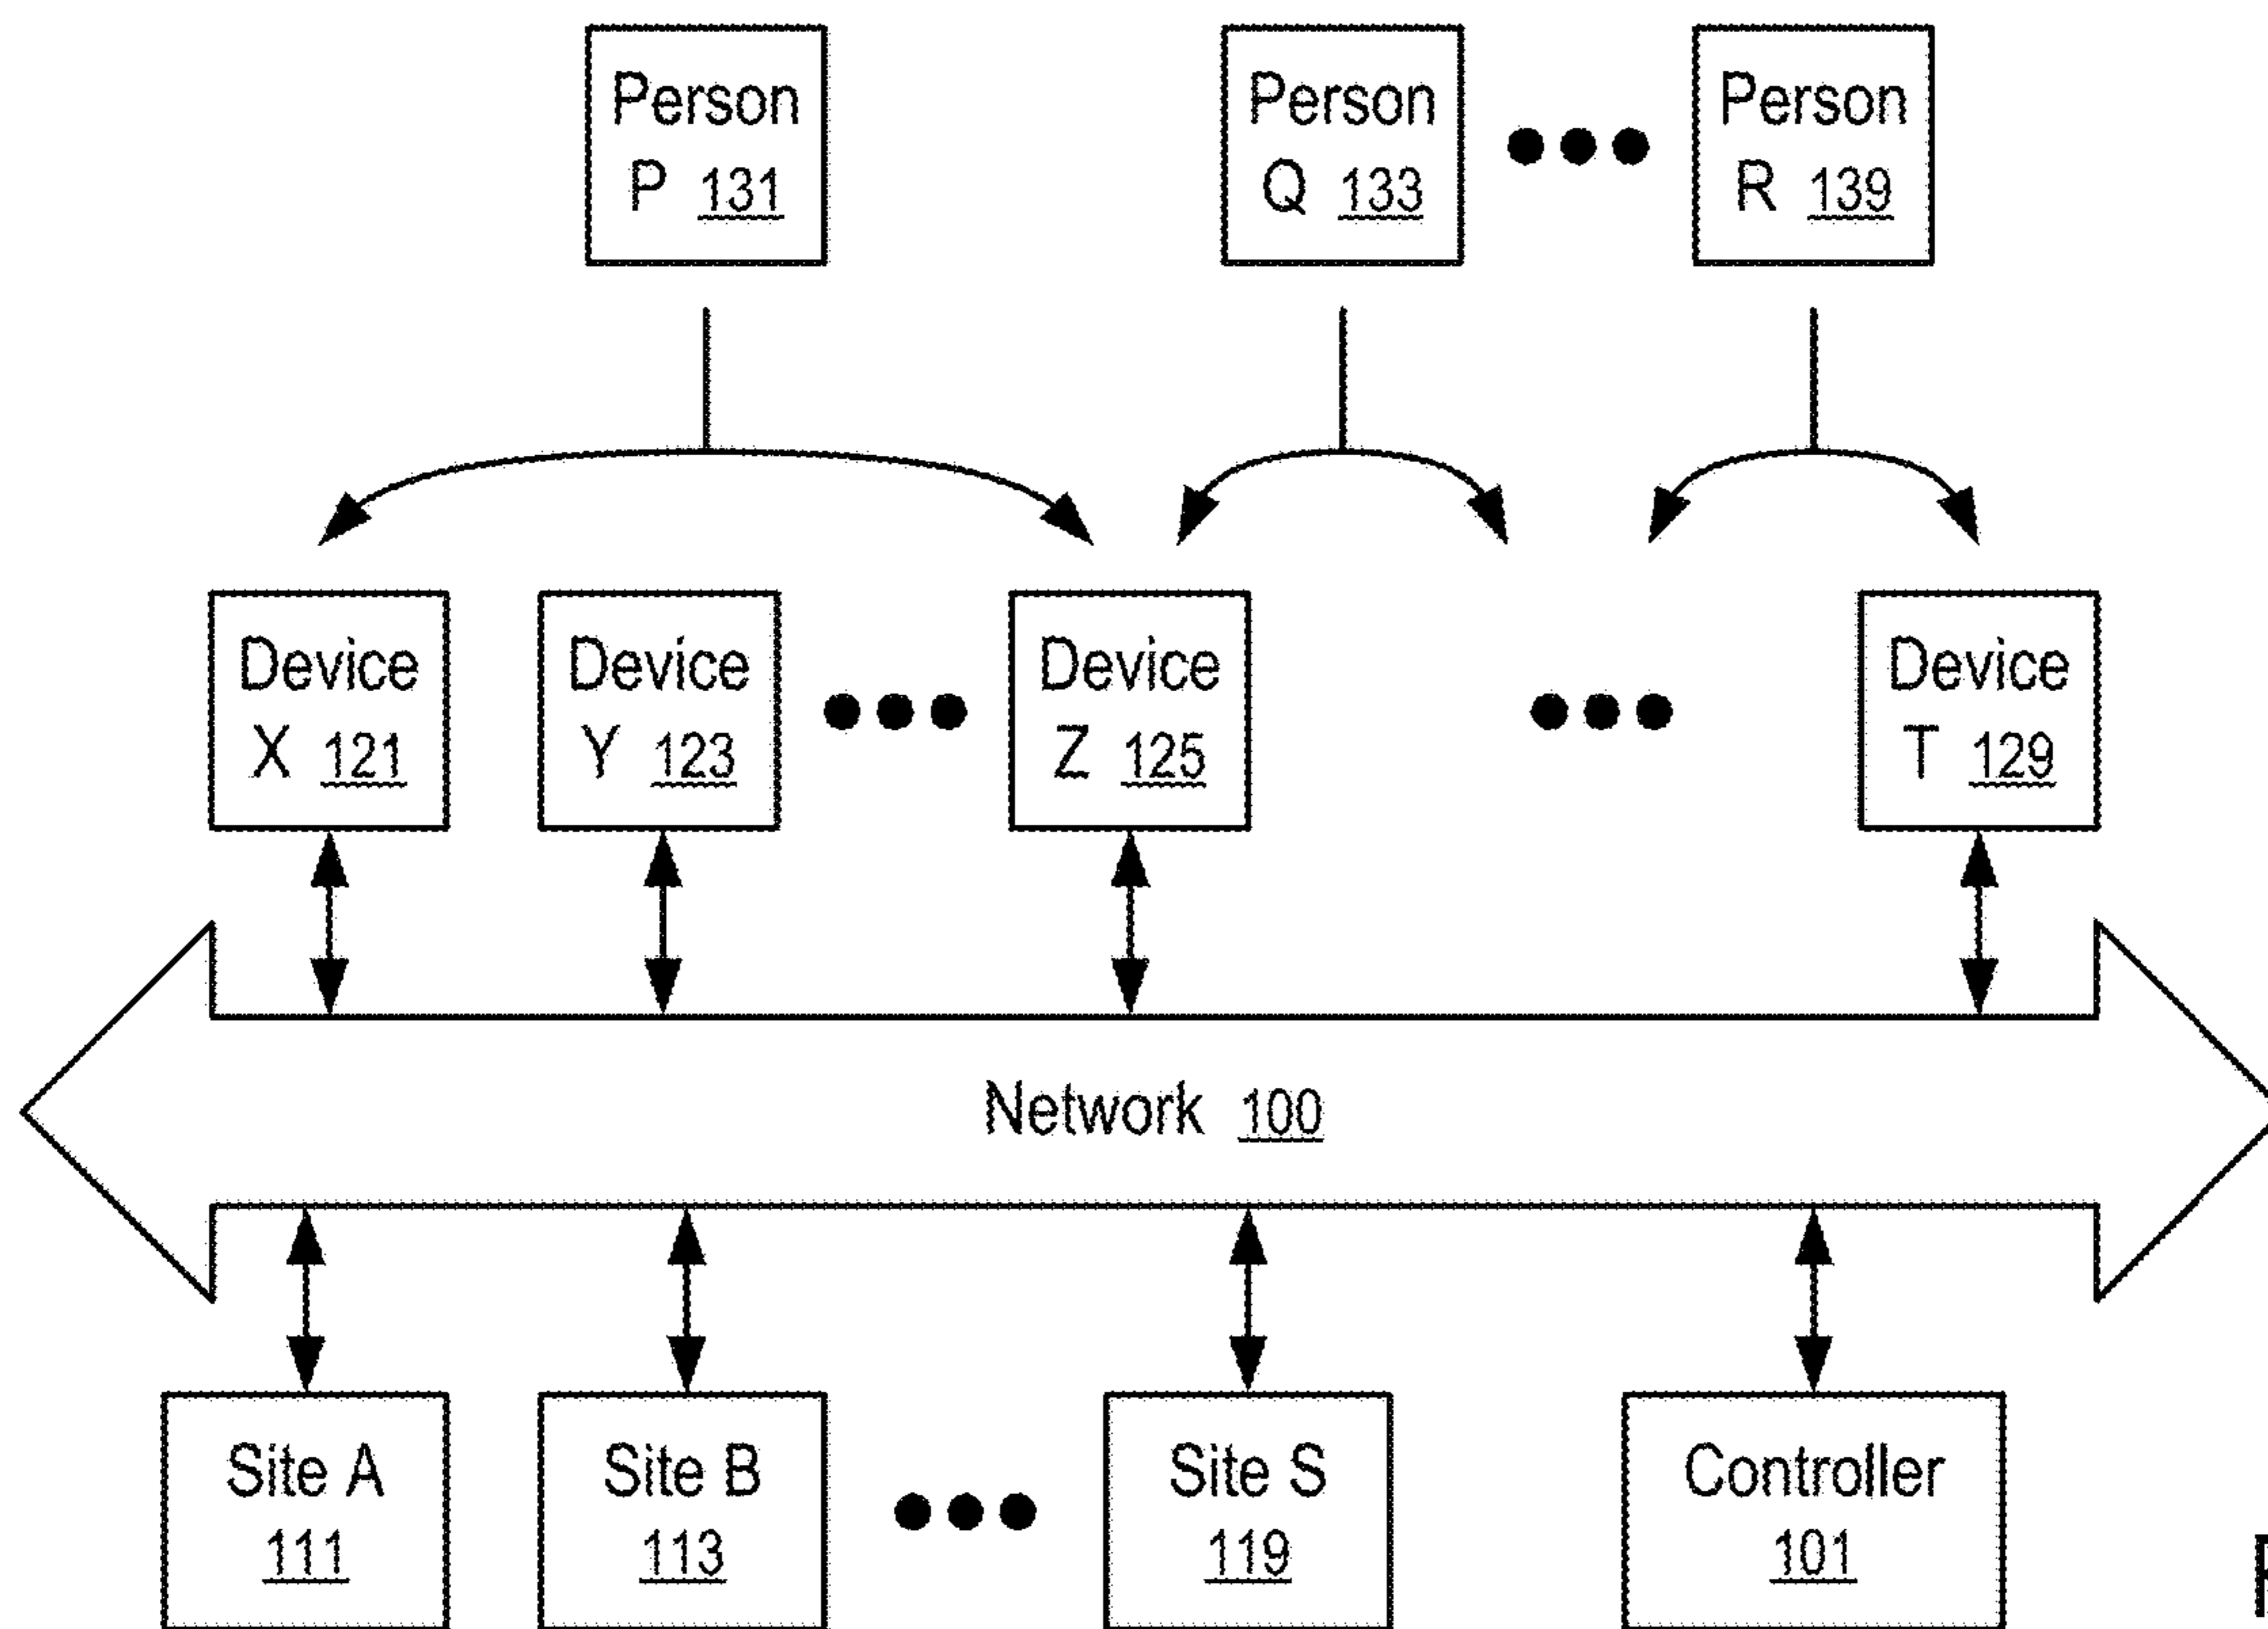 Person
P 131
Person
Q 133
Person
R 139
Device
X 121
Device
Y 123
Device
Z 125
Device
T 129
Network 100
Site A
111
Site B
113
Site S
119
Controller
101